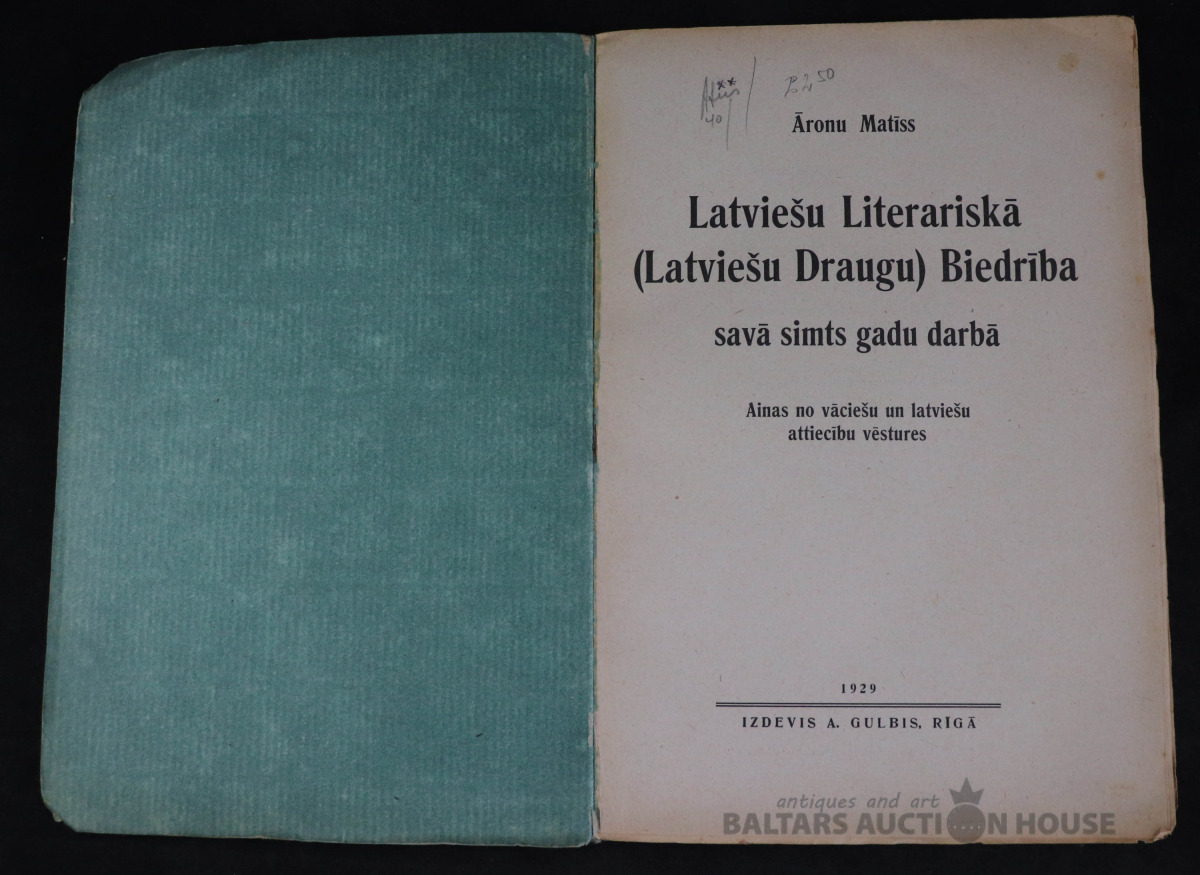 40
Āronu Matīss
Latviešu Literariskā
(Latviešu Draugu) Biedrība
savā simts gadu darbā
Ainas no vāciešu un latviešu
attiecību vēstures
1929
IZDEVIS A. GULBIS, RĪGĀ
antiques and art
BALTARS AUCTION HOUSE